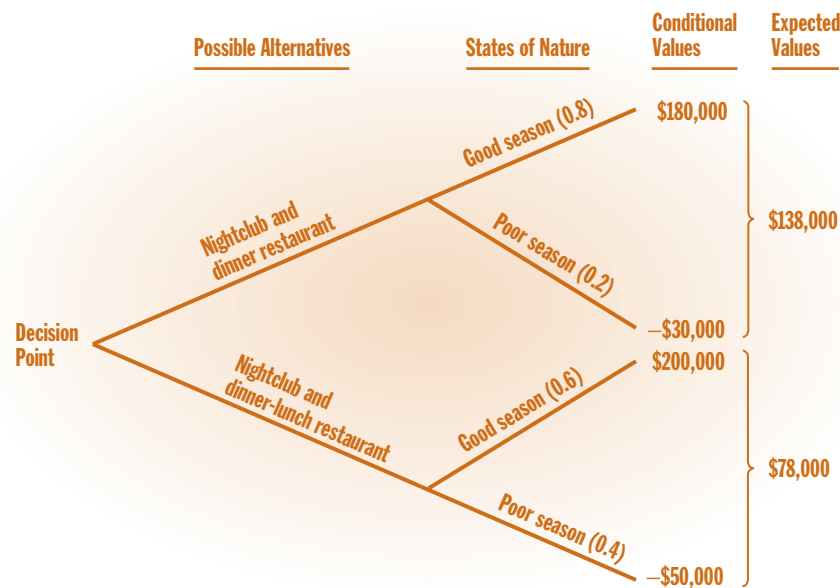 Possible Alternatives
States of Nature
Conditional
Values
Expected
Values
Decision
Point
Nightclub and
dinner restaurant
Good season (0.8)
$180,000
Poor season (0.2)
–$30,000
$138,000
Nightclub and
dinner-lunch restaurant
Good season (0.6)
$200,000
Poor season (0.4)
–$50,000
$78,000